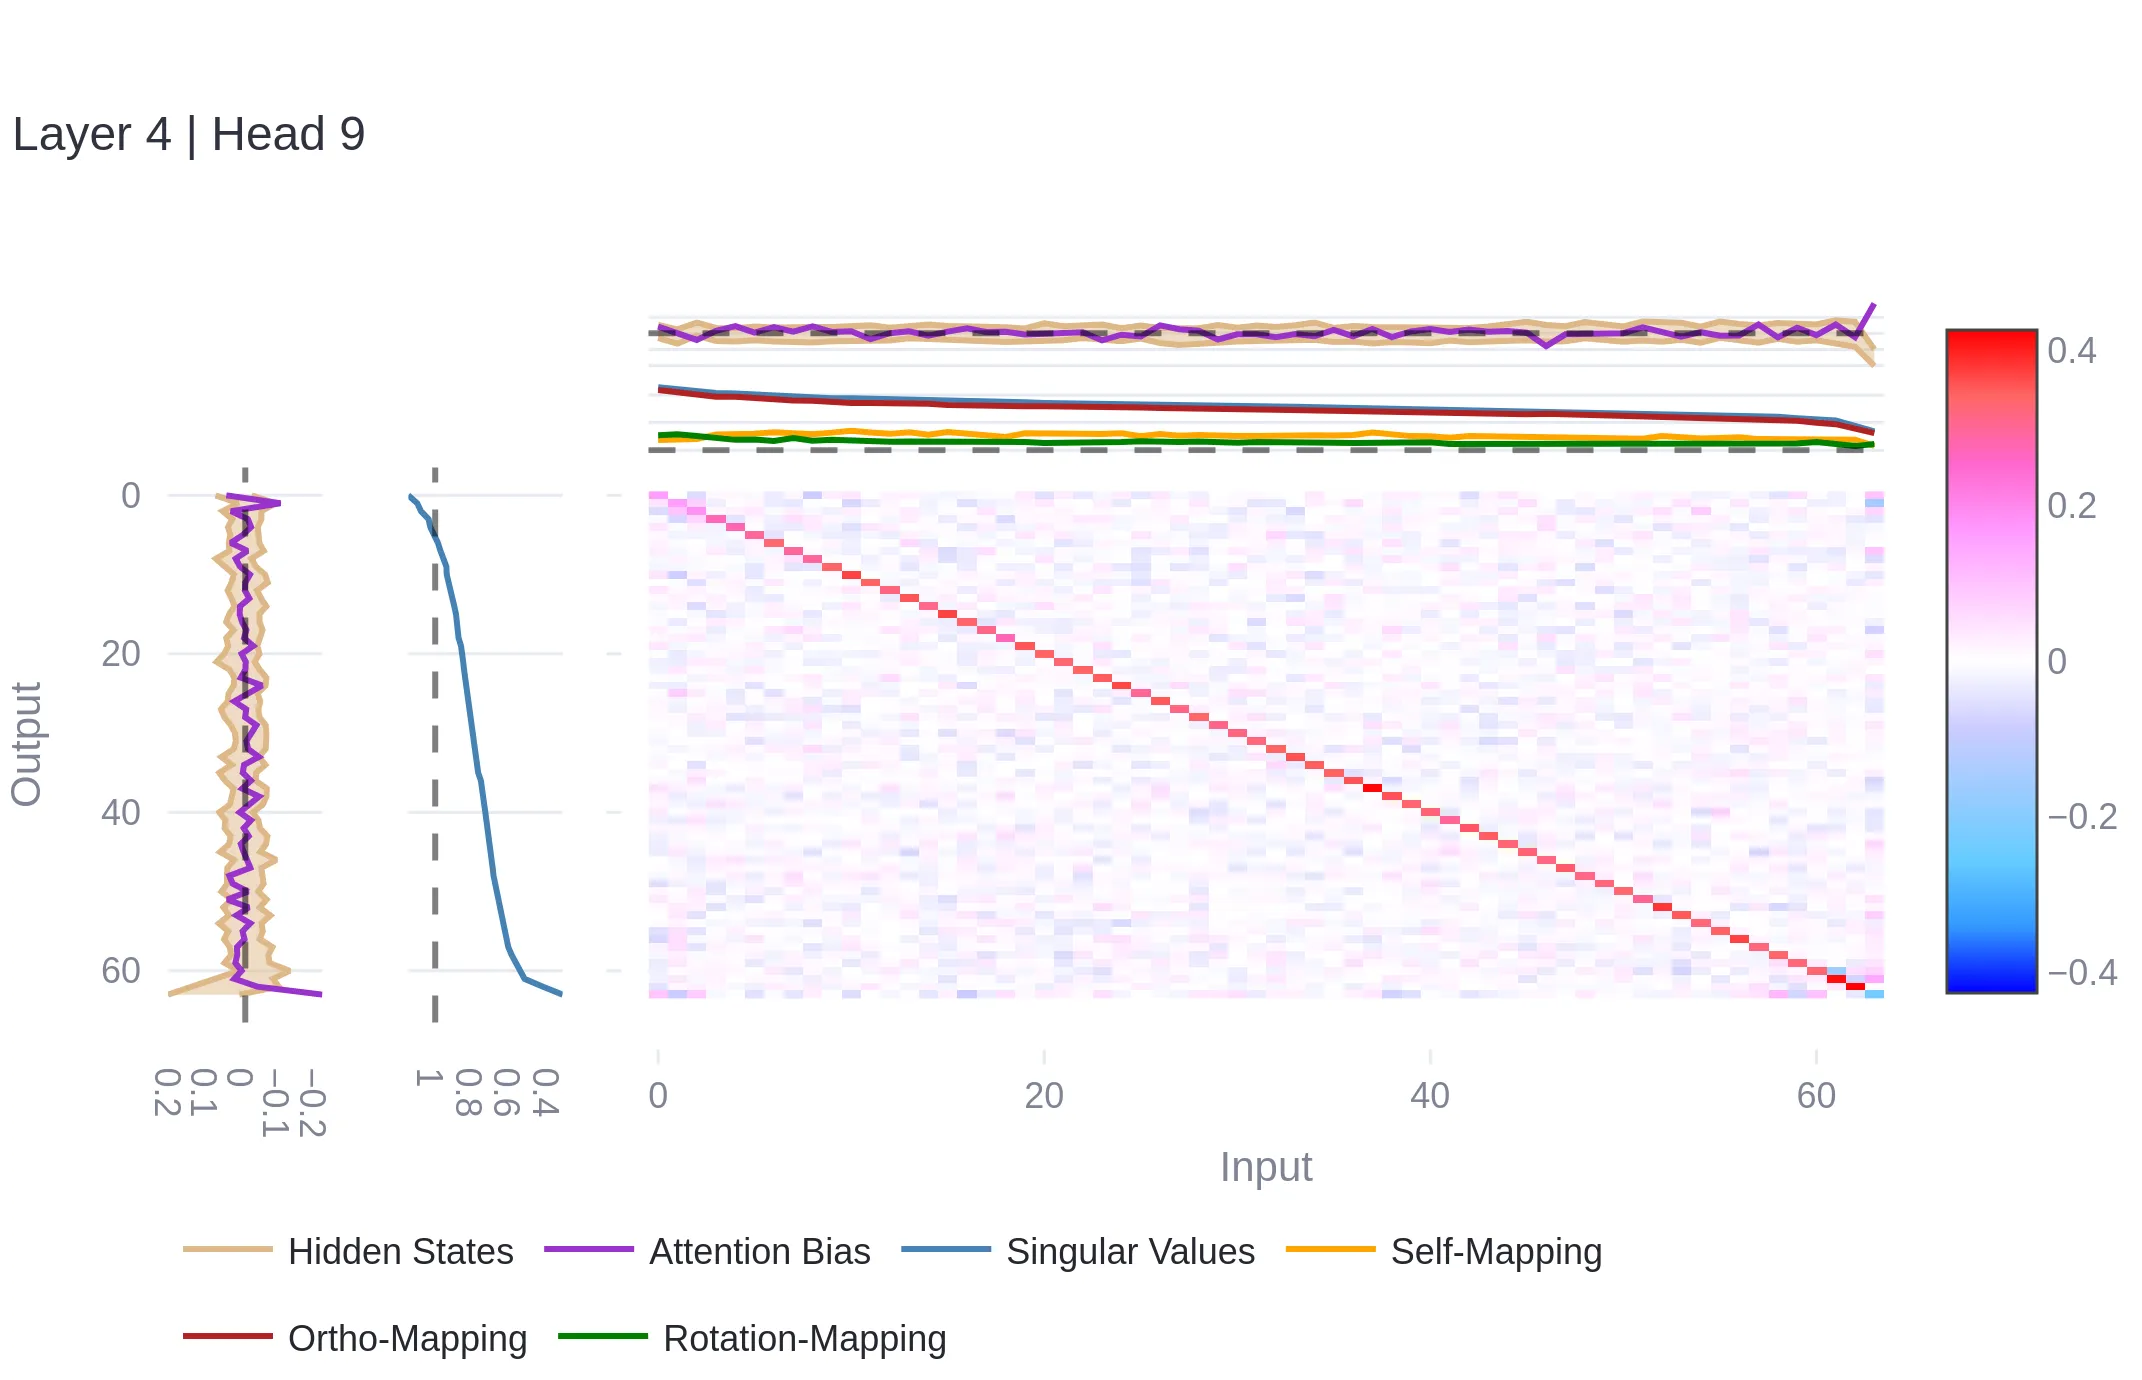 Layer 4 | Head 9
0.4
0.2
0
−0.2
−0.4
0
20
40
60
Output
0.2
0.1
0
−0.1
−0.2
1
0.8
0.6
0.4
0
20
40
60
Input
Hidden States
Attention Bias
Singular Values
Self-Mapping
Ortho-Mapping
Rotation-Mapping